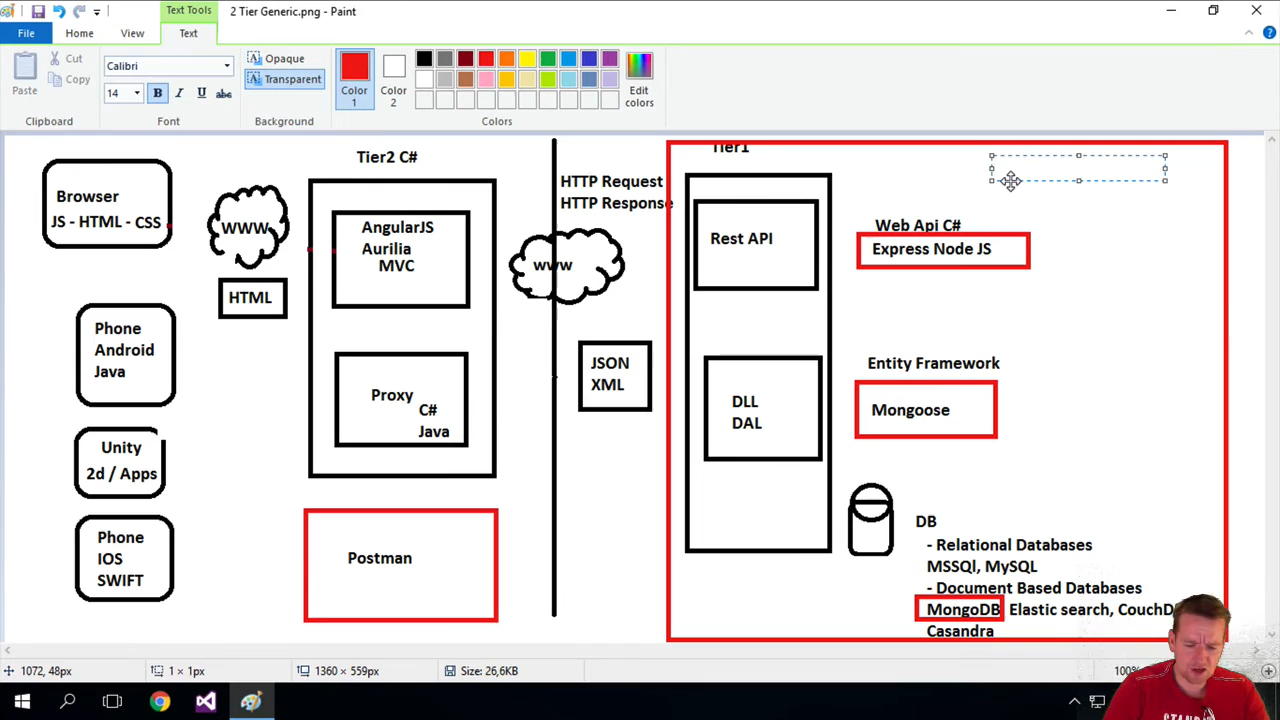 Text Tools
2 Tier Generic.png - Paint
File
Home
View
Text
Paste
Cut
Copy
Calibri
14
B I U abc
Opaque
Transparent
Color 1
Color 2
Edit colors
Clipboard
Font
Background
Colors
Browser
JS - HTML - CSS
Phone
Android
Java
Unity
2d / Apps
Phone
IOS
SWIFT
WWW
HTML
Tier2 C#
AngularJS
Aurilia
MVC
Proxy
C#
Java
Postman
HTTP Request
HTTP Response
www
JSON
XML
Tier1
Rest API
DLL
DAL
Web Api C#
Express Node JS
Entity Framework
Mongoose
DB
- Relational Databases
MSSQl, MySQL
- Document Based Databases
MongoDB Elastic search, CouchD
Casandra
1072, 48px
1 × 1px
1360 × 559px
Size: 26,6KB
100%